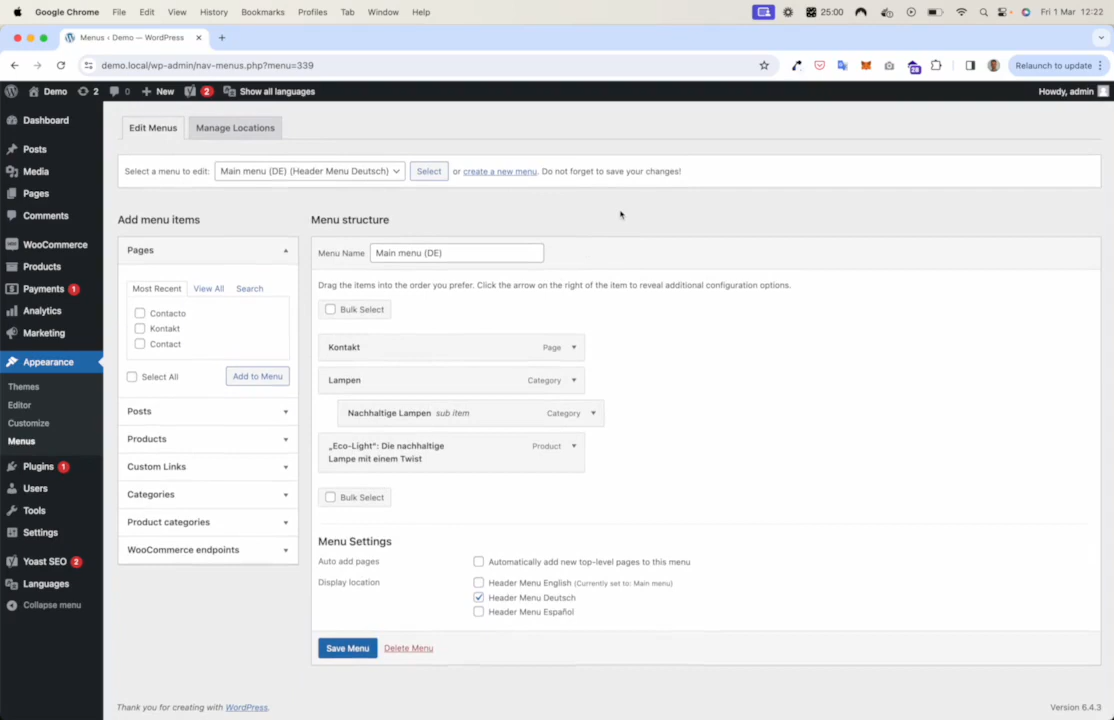 Google Chrome File Edit View History Bookmarks Profiles Tab Window Help 25:00 Fri 1 Mar 12:22
Menus ‹ Demo — WordPress
demo.local/wp-admin/nav-menus.php?menu=339 Relaunch to update
Demo 2 0 New 2 Show all languages Howdy, admin
Dashboard
Posts
Media
Pages
Comments
WooCommerce
Products
Payments 1
Analytics
Marketing
Appearance
Themes
Editor
Customize
Menus
Plugins 1
Users
Tools
Settings
Yoast SEO 2
Languages
Collapse menu
Edit Menus Manage Locations
Select a menu to edit: Main menu (DE) (Header Menu Deutsch) Select or create a new menu. Do not forget to save your changes!
Add menu items
Pages
Most Recent View All Search
Contacto
Kontakt
Contact
Select All Add to Menu
Posts
Products
Custom Links
Categories
Product categories
WooCommerce endpoints
Menu structure
Menu Name Main menu (DE)
Drag the items into the order you prefer. Click the arrow on the right of the item to reveal additional configuration options.
Bulk Select
Kontakt Page
Lampen Category
Nachhaltige Lampen sub item Category
„Eco-Light“: Die nachhaltige Product
Lampe mit einem Twist
Bulk Select
Menu Settings
Auto add pages Automatically add new top-level pages to this menu
Display location Header Menu English (Currently set to: Main menu)
Header Menu Deutsch
Header Menu Español
Save Menu Delete Menu
Thank you for creating with WordPress. Version 6.4.3